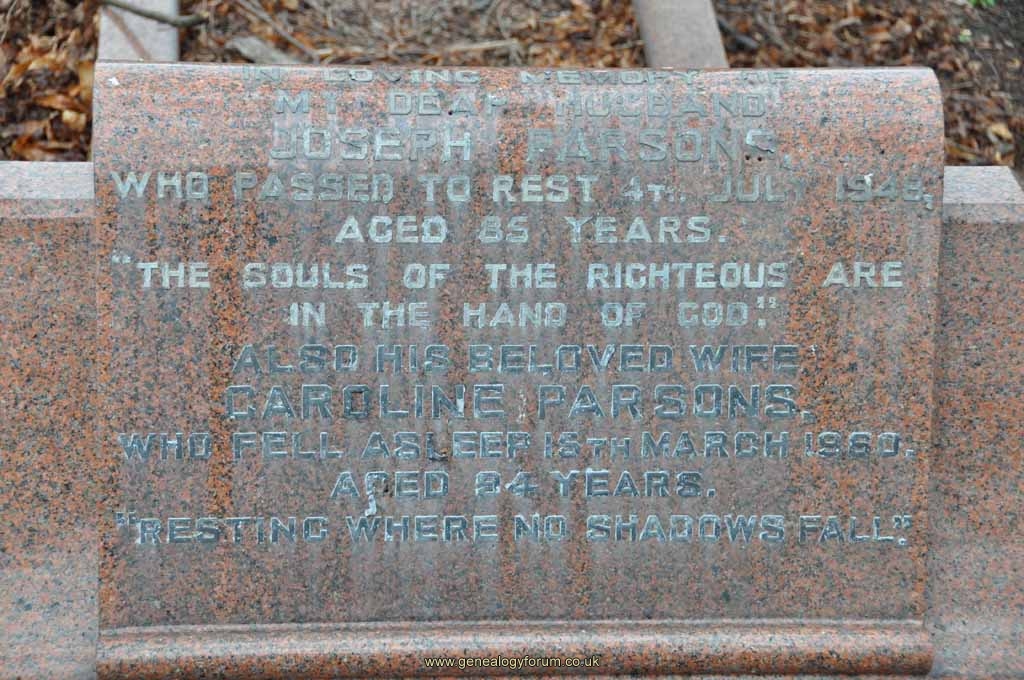 IN LOVING MEMORY OF
MY DEAR HUSBAND
JOSEPH PARSONS,
WHO PASSED TO REST 4TH JULY 1948,
AGED 85 YEARS.
"THE SOULS OF THE RIGHTEOUS ARE
IN THE HAND OF GOD."
ALSO HIS BELOVED WIFE
CAROLINE PARSONS,
WHO FELL ASLEEP 15TH MARCH 1960.
AGED 94 YEARS.
"RESTING WHERE NO SHADOWS FALL".
www.genealogyforum.co.uk